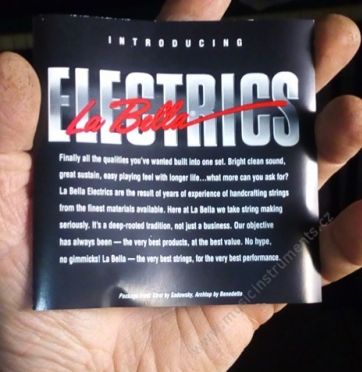 INTRODUCING
ELECTRICS
La Bella
Finally all the qualities you've wanted built into one set. Bright clean sound,
great sustain, easy playing feel with longer life...what more can you ask for?
La Bella Electrics are the result of years of experience of handcrafting strings
from the finest materials available. Here at La Bella we take string making
seriously. It's a deep-rooted tradition, not just a business. Our objective
has always been — the very best products, at the best value. No hype,
no gimmicks! La Bella — the very best strings, for the very best performance.
Package by Sadowsky, Archtop by Benedetto
www.musicinstruments.cz